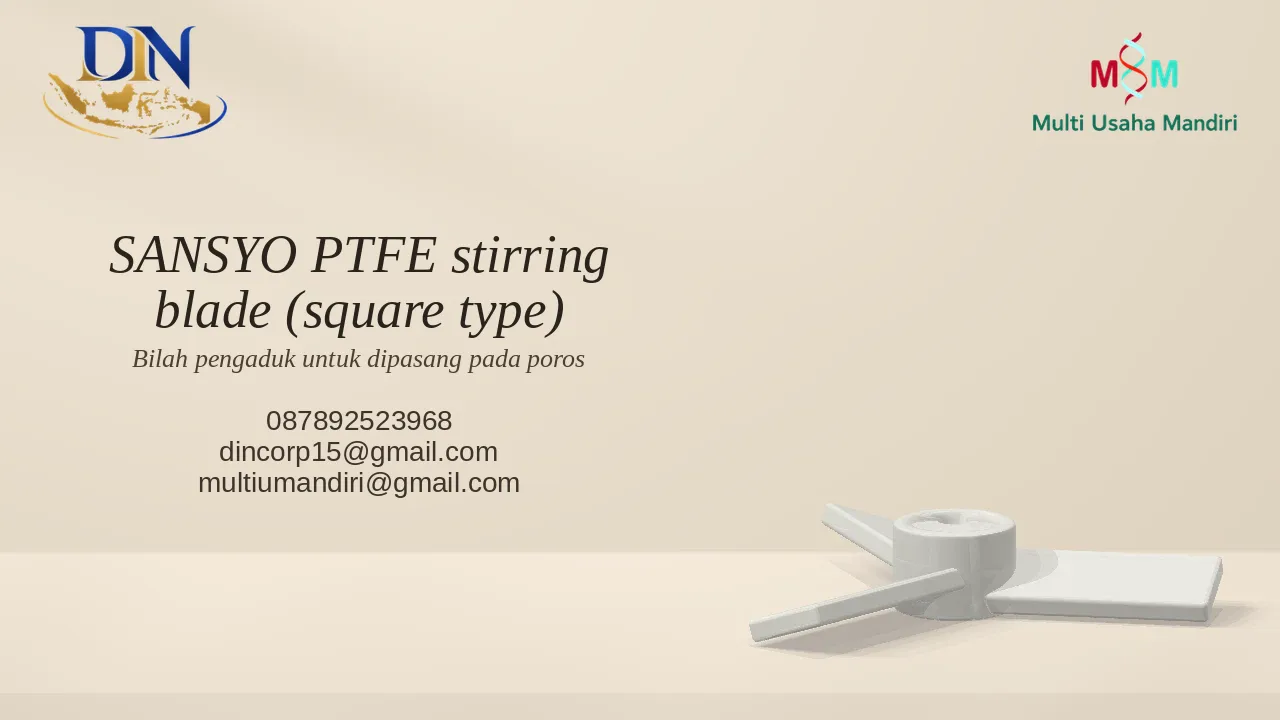 DN
M M
Multi Usaha Mandiri
SANSYO PTFE stirring
blade (square type)
Bilah pengaduk untuk dipasang pada poros
087892523968
dincorp15@gmail.com
multiumandiri@gmail.com